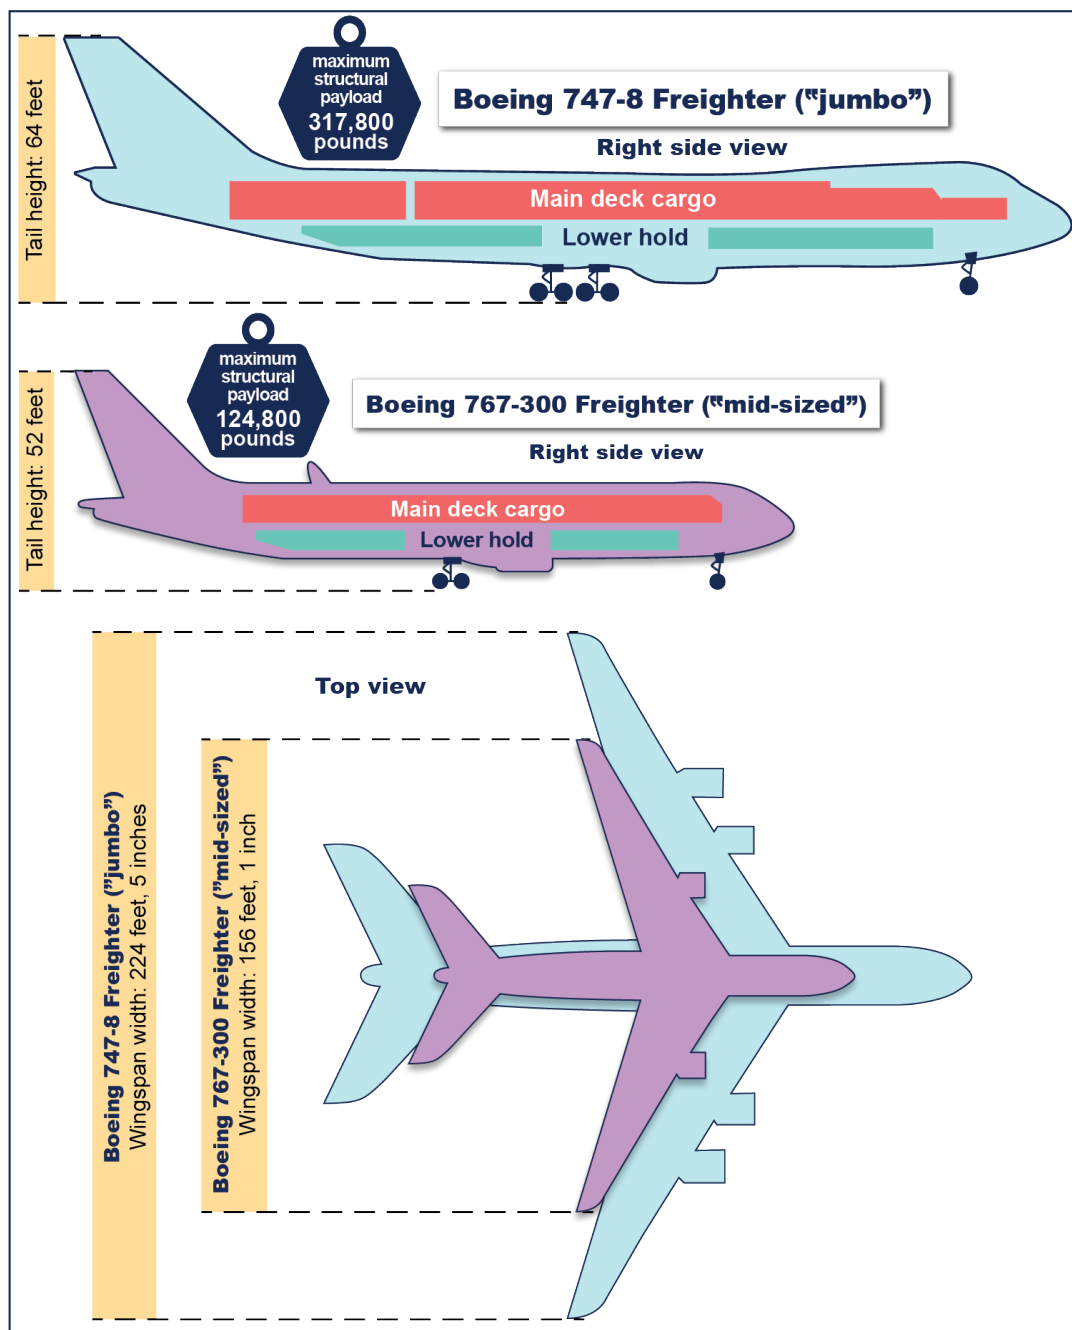 Tail height: 64 feet
maximum
structural
payload
317,800
pounds
Boeing 747-8 Freighter ("jumbo")
Right side view
Main deck cargo
Lower hold
Tail height: 52 feet
maximum
structural
payload
124,800
pounds
Boeing 767-300 Freighter ("mid-sized")
Right side view
Main deck cargo
Lower hold
Top view
Boeing 747-8 Freighter ("jumbo")
Wingspan width: 224 feet, 5 inches
Boeing 767-300 Freighter ("mid-sized")
Wingspan width: 156 feet, 1 inch